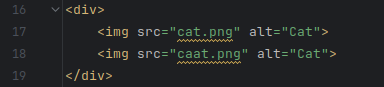 16 <div>
17 <img src="cat.png" alt="Cat">
18 <img src="caat.png" alt="Cat">
19 </div>